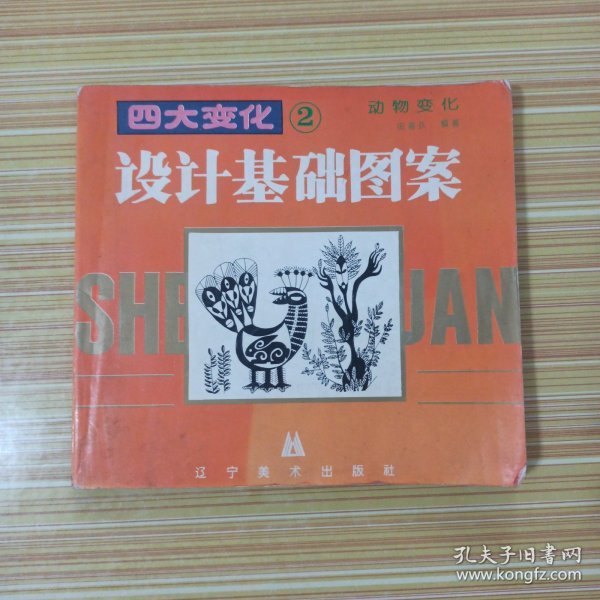 四大变化 ② 动物变化
编著
设计基础图案
SHE
UAN
辽宁美术出版社
孔夫子旧书网
www.kongfz.com